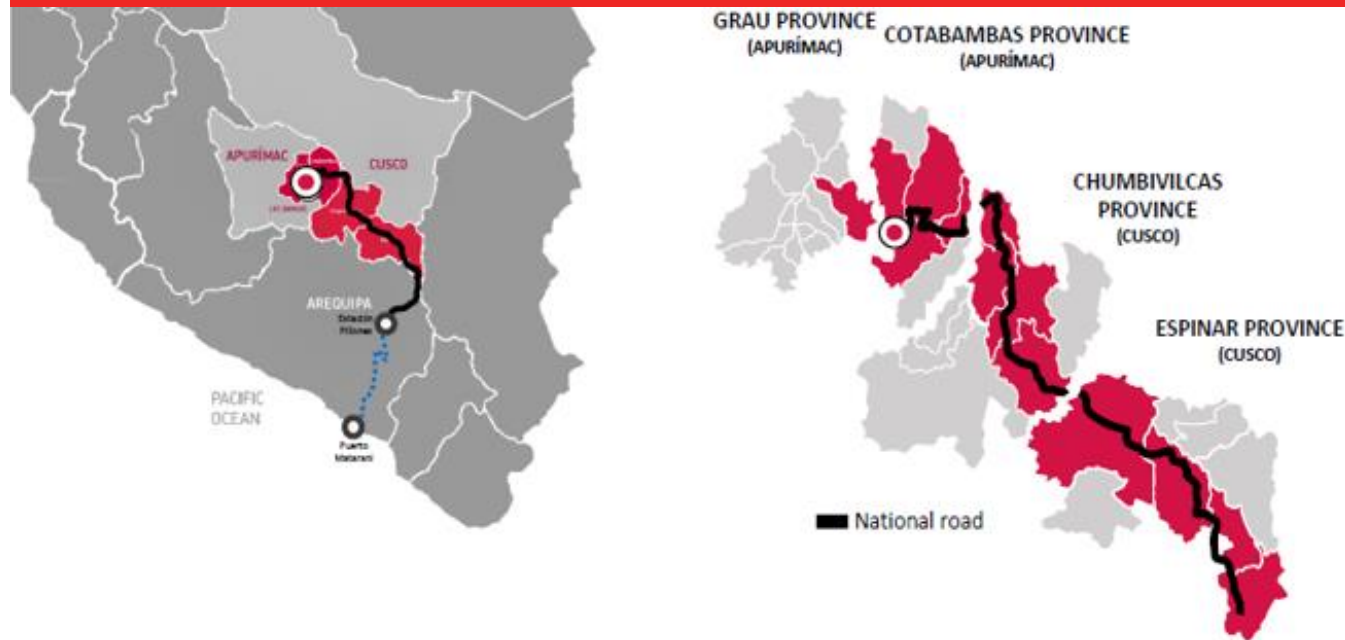 APURÍMAC
CUSCO
AREQUIPA
Estación
Pillones
PACIFIC
OCEAN
Puerto
Matarani
GRAU PROVINCE
(APURÍMAC)
COTABAMBAS PROVINCE
(APURÍMAC)
CHUMBIVILCAS
PROVINCE
(CUSCO)
ESPINAR PROVINCE
(CUSCO)
National road